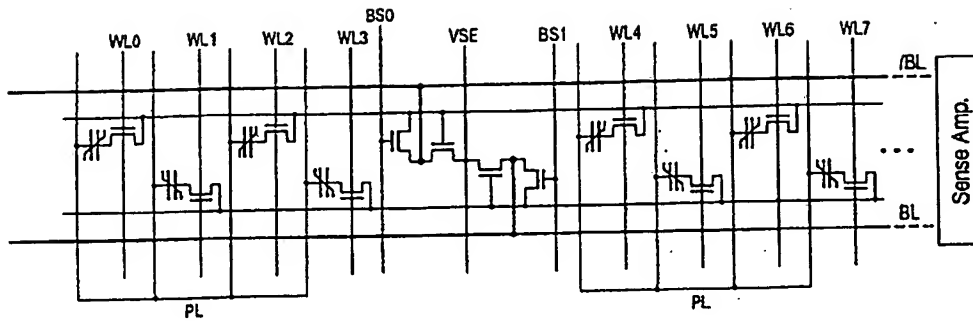 BS0
VSE
BS1
WL0 WL1 WL2 WL3 WL4 WL5 WL6 WL7
/BL
Sense Amp.
BL
PL PL